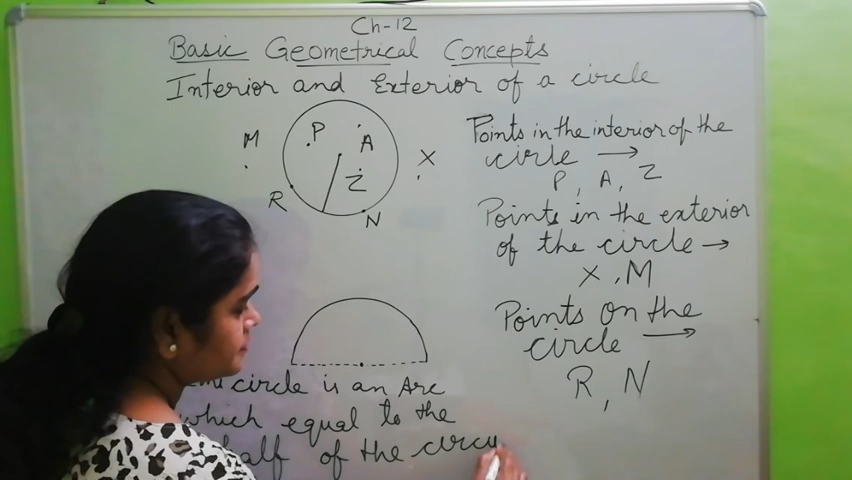 Ch-12
Basic Geometrical Concepts
Interior and Exterior of a circle
M
P
A
X
Z
R
N
Points in the interior of the
circle →
P, A, Z
Points in the exterior
of the circle →
X, M
Points on the
circle →
R, N
circle is an Arc
which equal to the
half of the circu